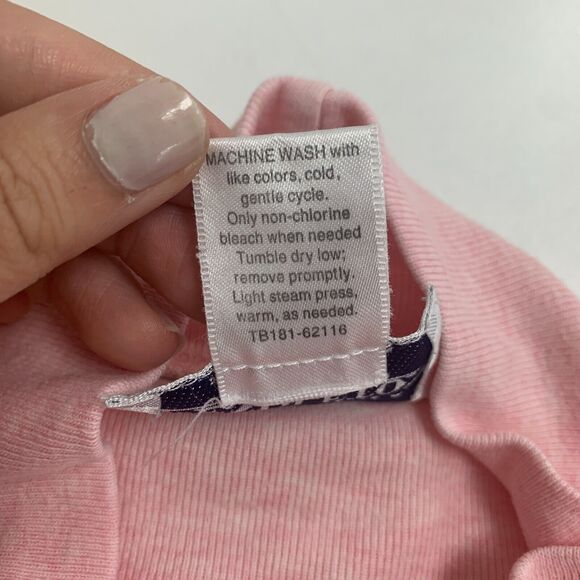 MACHINE WASH with
like colors, cold,
gentle cycle.
Only non-chlorine
bleach when needed
Tumble dry low;
remove promptly.
Light steam press,
warm, as needed.
TB181-62116